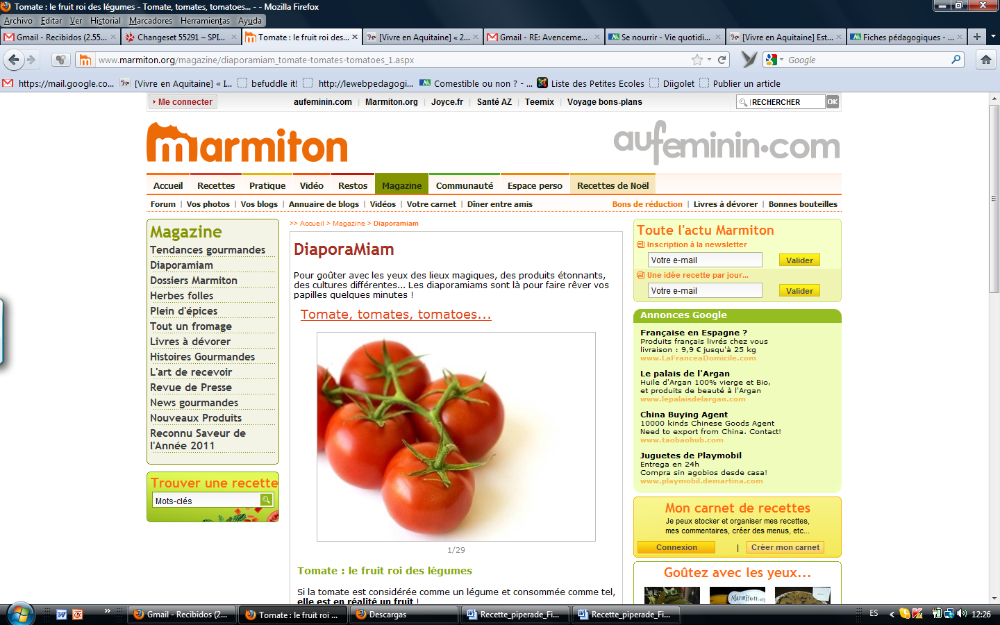 Tomate : le fruit roi des légumes - Tomate, tomates, tomatoes... - - Mozilla Firefox
Archivo Editar Ver Historial Marcadores Herramientas Ayuda
Gmail - Recibidos (2.55...
Changeset 55291 – SPI...
Tomate : le fruit roi des...
[Vivre en Aquitaine] « 2...
Gmail - RE: Avenceme...
Se nourrir - Vie quotidi...
[Vivre en Aquitaine] Est...
Fiches pédagogiques - ...
www.marmiton.org/magazine/diaporamiam_tomate-tomates-tomatoes_1.aspx
Google
https://mail.google.co...
[Vivre en Aquitaine] « I...
befuddle it!
http://lewebpedagogi...
Comestible ou non ? - ...
Liste des Petites Ecoles
Diigolet
Publier un article
Me connecter
aufeminin.com | Marmiton.org | Joyce.fr | Santé AZ | Teemix | Voyage bons-plans
RECHERCHER OK
marmiton
aufeminin.com
Accueil Recettes Pratique Vidéo Restos Magazine Communauté Espace perso Recettes de Noël
Forum | Vos photos | Vos blogs | Annuaire de blogs | Vidéos | Votre carnet | Dîner entre amis
Bons de réduction | Livres à dévorer | Bonnes bouteilles
Magazine
Tendances gourmandes
Diaporamiam
Dossiers Marmiton
Herbes folles
Plein d'épices
Tout un fromage
Livres à dévorer
Histoires Gourmandes
L'art de recevoir
Revue de Presse
News gourmandes
Nouveaux Produits
Reconnu Saveur de
l'Année 2011
Trouver une recette
Mots-clés
>> Accueil > Magazine > Diaporamiam
DiaporaMiam
Pour goûter avec les yeux des lieux magiques, des produits étonnants,
des cultures différentes... Les diaporamiams sont là pour faire rêver vos
papilles quelques minutes !
Tomate, tomates, tomatoes...
1/29
Tomate : le fruit roi des légumes
Si la tomate est considérée comme un légume et consommée comme tel,
elle est en réalité un fruit !
Toute l'actu Marmiton
Inscription à la newsletter
Votre e-mail Valider
Une idée recette par jour...
Votre e-mail Valider
Annonces Google
Française en Espagne ?
Produits français livrés chez vous
livraison : 9,9 € jusqu'à 25 kg
www.LaFranceaDomicile.com
Le palais de l'Argan
Huile d'Argan 100% vierge et Bio,
et produits de beauté à l'Argan
www.lepalaisdelargan.com
China Buying Agent
10000 kinds Chinese Goods Agent
Need to export from China. Contact!
www.taobaohub.com
Juguetes de Playmobil
Entrega en 24h
Compra sin agobios desde casa!
www.playmobil.demartina.com
Mon carnet de recettes
Je peux stocker et organiser mes recettes,
mes commentaires, créer des menus, etc...
Connexion | Créer mon carnet
Goûtez avec les yeux...
Marmiton.org
Gmail - Recibidos (2...
Tomate : le fruit roi ...
Descargas
Recette_piperade_Fi...
Recette_piperade_Fi...
ES
12:26